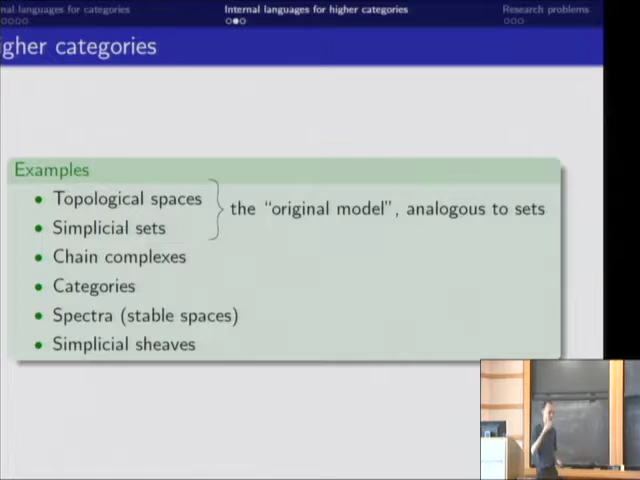 nal languages for categories Internal languages for higher categories Research problems
gher categories
Examples
• Topological spaces
• Simplicial sets
the "original model", analogous to sets
• Chain complexes
• Categories
• Spectra (stable spaces)
• Simplicial sheaves